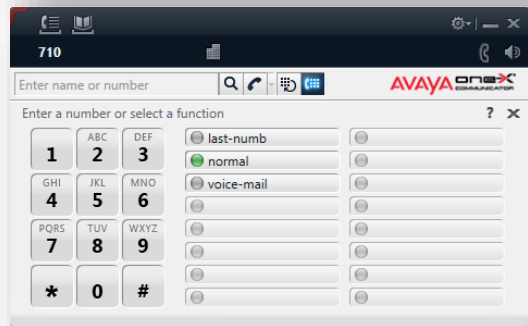 710
Enter name or number
AVAYA one-X
COMMUNICATOR
Enter a number or select a function
? X
1
ABC
2
DEF
3
GHI
4
JKL
5
MNO
6
PQRS
7
TUV
8
WXYZ
9
*
0
#
last-numb
normal
voice-mail